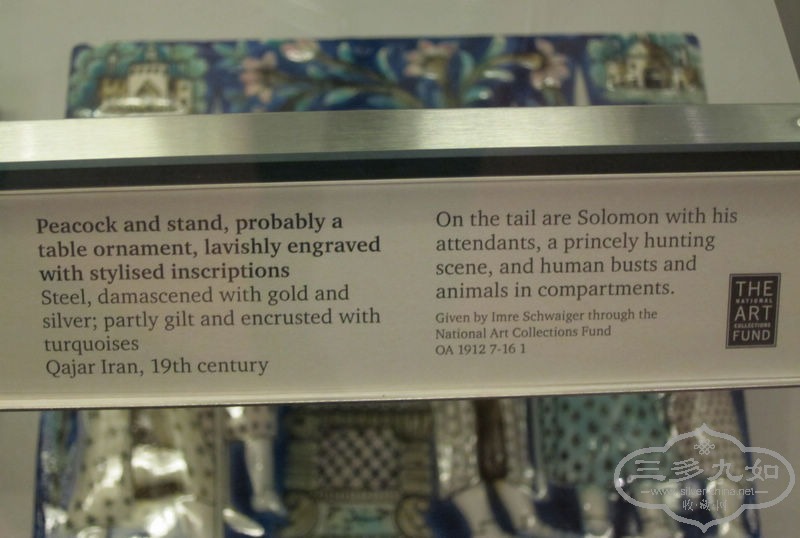 Peacock and stand, probably a
table ornament, lavishly engraved
with stylised inscriptions
Steel, damascened with gold and
silver; partly gilt and encrusted with
turquoises
Qajar Iran, 19th century
On the tail are Solomon with his
attendants, a princely hunting
scene, and human busts and
animals in compartments.
Given by Imre Schwaiger through the
National Art Collections Fund
OA 1912 7-16 1
THE
NATIONAL
ART
COLLECTIONS
FUND
三多九如
www.silverchina.net
收·藏·网